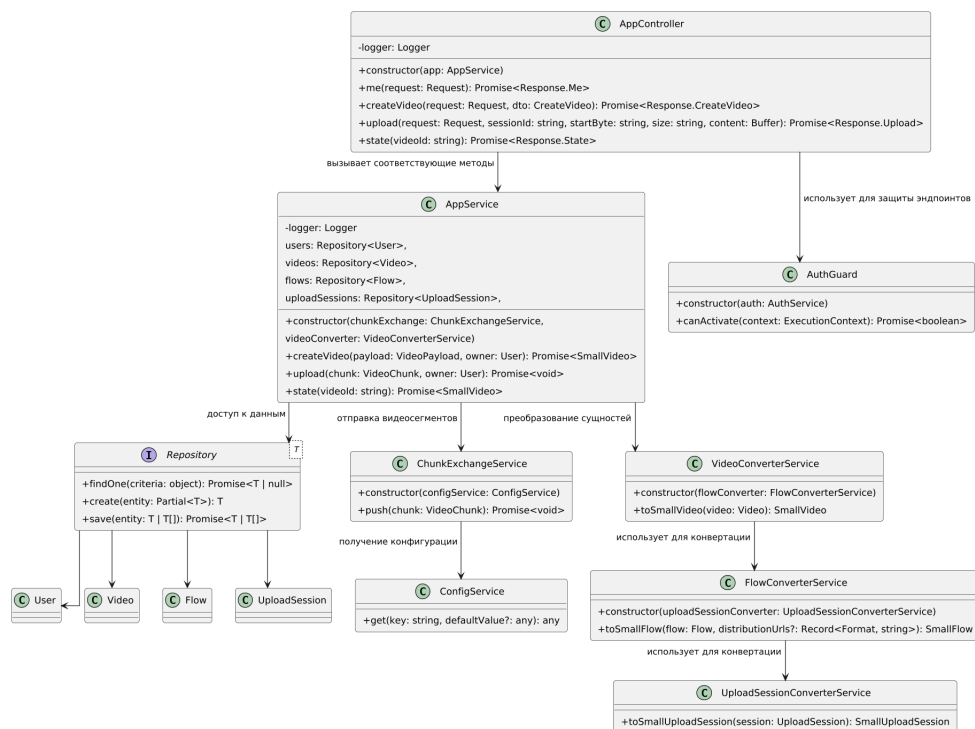 C AppController
-logger: Logger
+constructor(app: AppService)
+me(request: Request): Promise<Response.Me>
+createVideo(request: Request, dto: CreateVideo): Promise<Response.CreateVideo>
+upload(request: Request, sessionId: string, startByte: string, size: string, content: Buffer): Promise<Response.Upload>
+state(videoId: string): Promise<Response.State>
вызывает соответствующие методы
использует для защиты эндпоинтов
C AppService
-logger: Logger
users: Repository<User>,
videos: Repository<Video>,
flows: Repository<Flow>,
uploadSessions: Repository<UploadSession>,
+constructor(chunkExchange: ChunkExchangeService,
videoConverter: VideoConverterService)
+createVideo(payload: VideoPayload, owner: User): Promise<SmallVideo>
+upload(chunk: VideoChunk, owner: User): Promise<void>
+state(videoId: string): Promise<SmallVideo>
C AuthGuard
+constructor(auth: AuthService)
+canActivate(context: ExecutionContext): Promise<boolean>
доступ к данным
отправка видеосегментов
преобразование сущностей
I Repository
T
+findOne(criteria: object): Promise<T | null>
+create(entity: Partial<T>): T
+save(entity: T | T[]): Promise<T | T[]>
C ChunkExchangeService
+constructor(configService: ConfigService)
+push(chunk: VideoChunk): Promise<void>
C VideoConverterService
+constructor(flowConverter: FlowConverterService)
+toSmallVideo(video: Video): SmallVideo
получение конфигурации
использует для конвертации
C User
C Video
C Flow
C UploadSession
C ConfigService
+get(key: string, defaultValue?: any): any
C FlowConverterService
+constructor(uploadSessionConverter: UploadSessionConverterService)
+toSmallFlow(flow: Flow, distributionUrls?: Record<Format, string>): SmallFlow
использует для конвертации
C UploadSessionConverterService
+toSmallUploadSession(session: UploadSession): SmallUploadSession